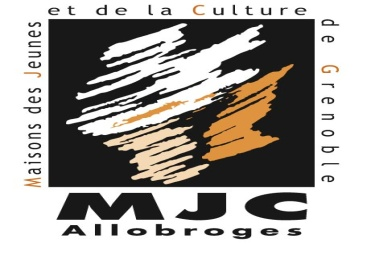 Maisons des Jeunes
et de la Culture
de Grenoble
MJC
Allobroges